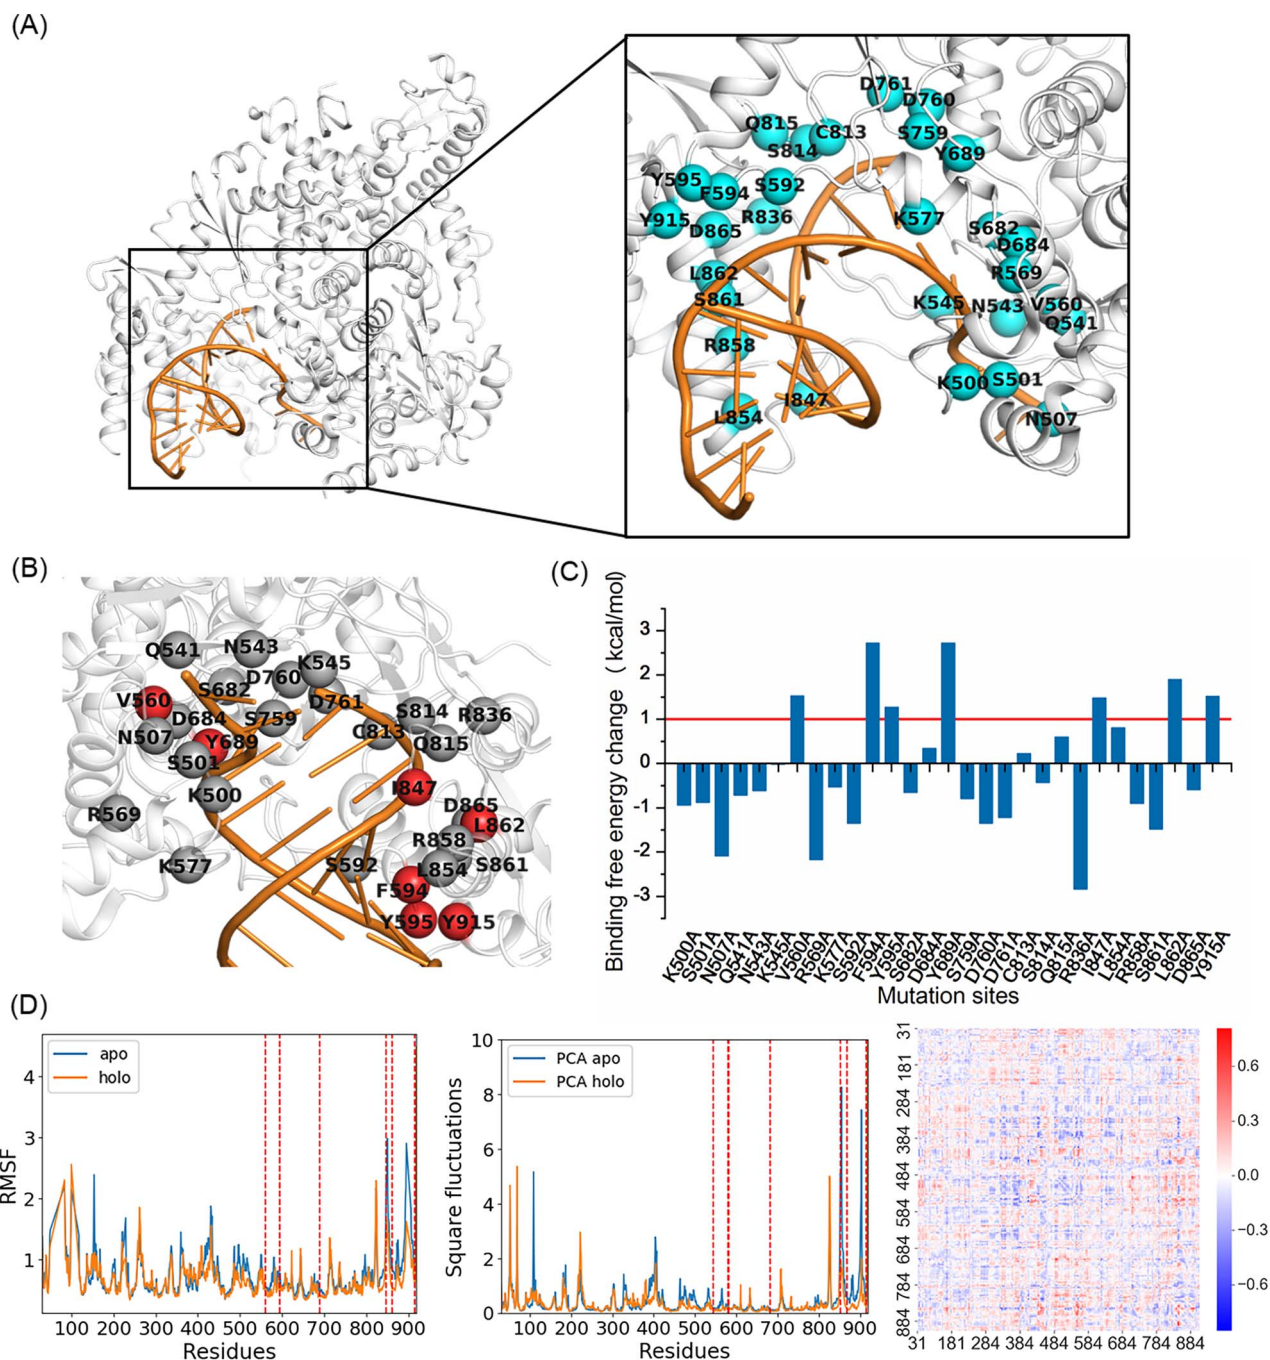 (A)
D761
D760
Q815
C813
S759
S814
Y689
Y595
F594
S592
Y915
R836
K577
D865
S682
D684
L862
R569
S861
K545
N543
V560
Q541
R858
K500
S501
I847
L854
N507
(B)
Q541
N543
K545
D760
S682
V560
D761
D684
S759
S814
R836
N507
Y689
C813
Q815
S501
K500
I847
R569
D865
L862
R858
K577
S592
L854
S861
F594
Y595
Y915
(C)
Binding free energy change ( kcal/mol)
3
2
1
0
-1
-2
-3
K500A
S501A
N507A
Q541A
N543A
K545A
V560A
R569A
K577A
S592A
F594A
Y595A
S682A
D684A
Y689A
S759A
D760A
D761A
C813A
S814A
Q815A
R836A
I847A
L854A
R858A
S861A
L862A
D865A
Y915A
Mutation sites
(D)
apo
holo
RMSF
4
3
2
1
100 200 300 400 500 600 700 800 900
Residues
PCA apo
PCA holo
Square fluctuations
10
8
6
4
2
0
100 200 300 400 500 600 700 800 900
Residues
31
181
284
384
484
584
684
784
884
31 181 284 384 484 584 684 784 884
0.6
0.3
0.0
−0.3
−0.6